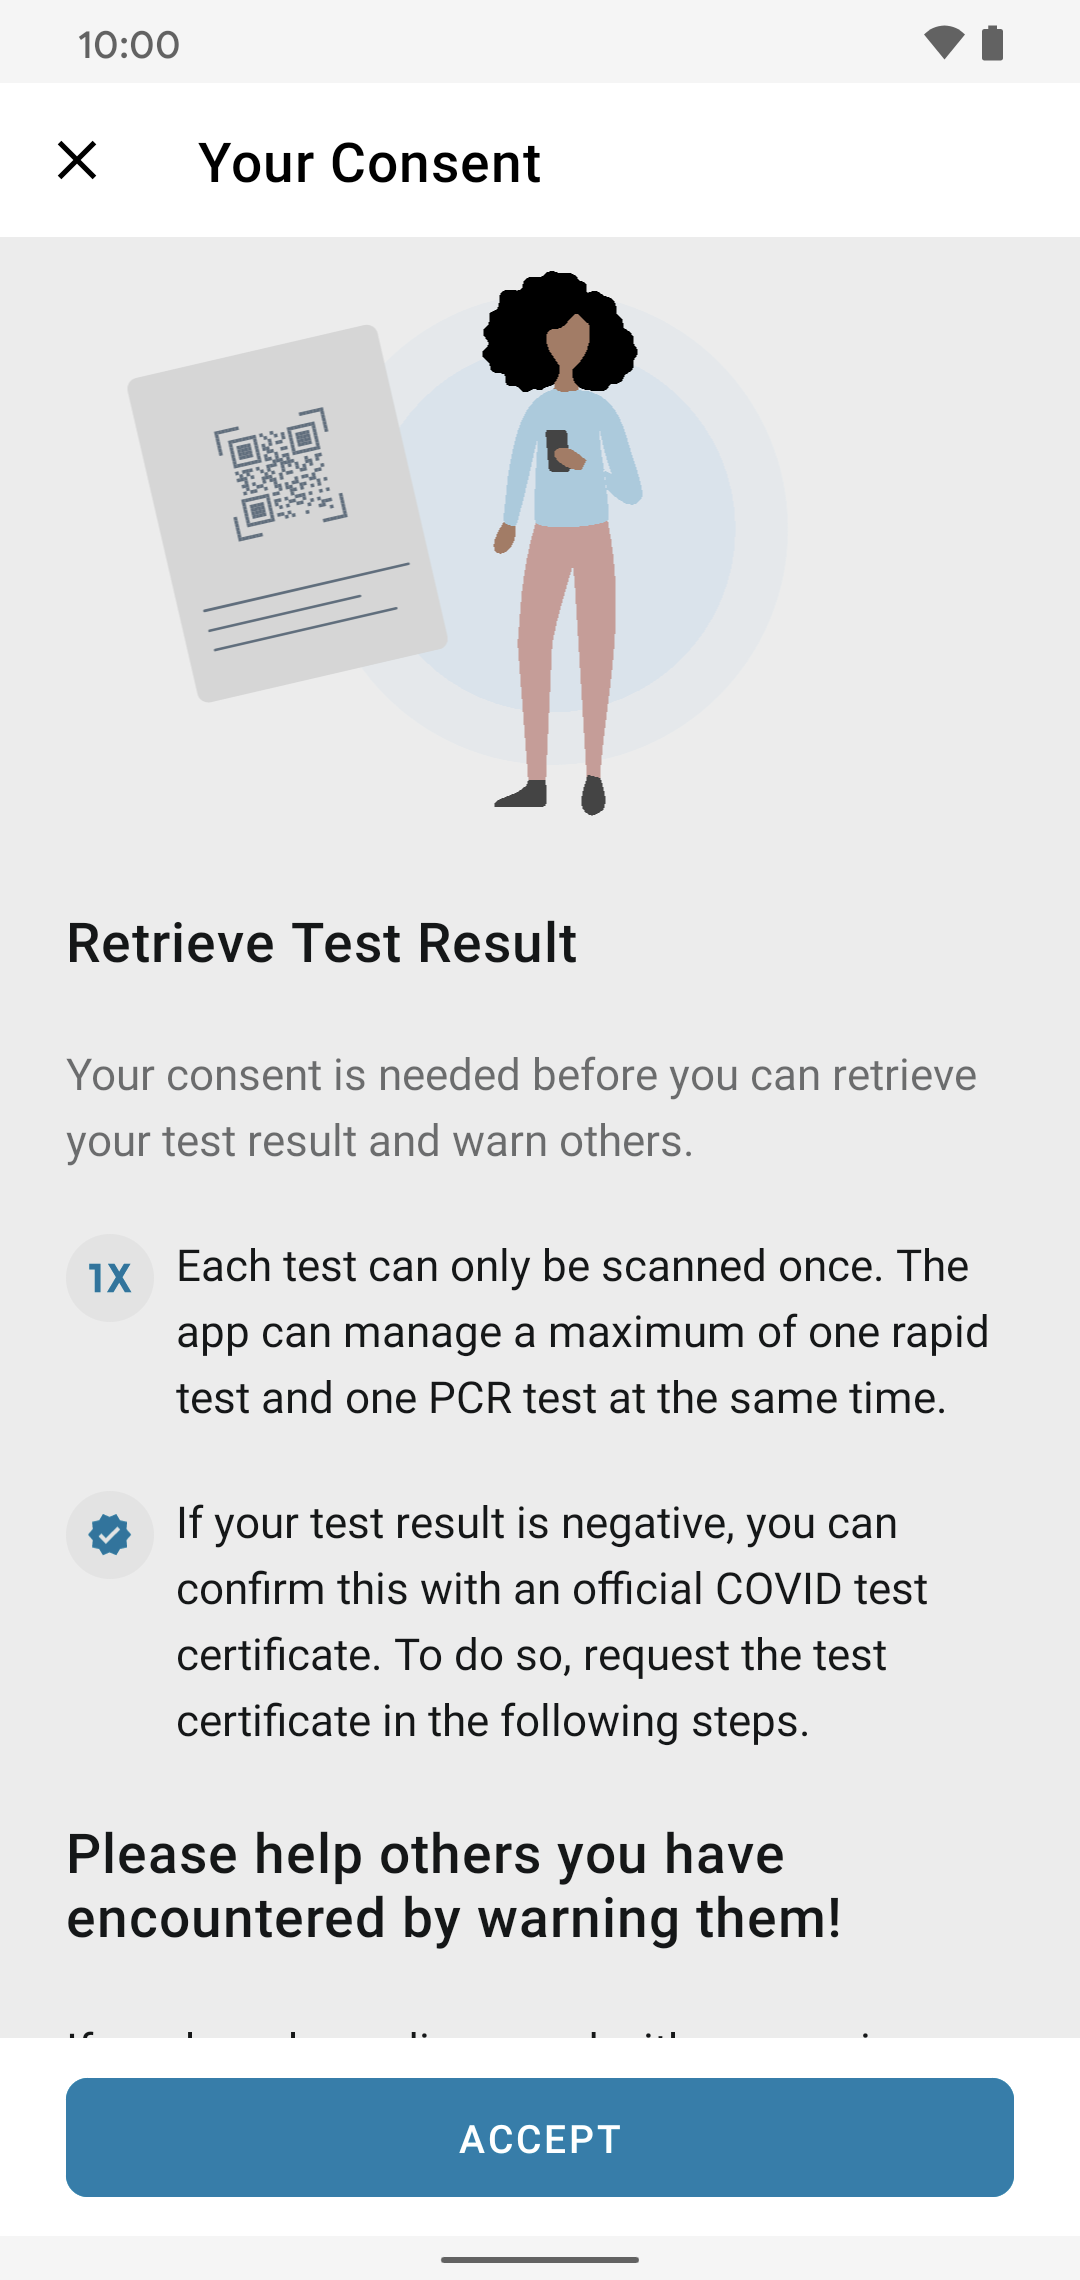 10:00
Your Consent
Retrieve Test Result
Your consent is needed before you can retrieve
your test result and warn others.
1X
Each test can only be scanned once. The
app can manage a maximum of one rapid
test and one PCR test at the same time.
If your test result is negative, you can
confirm this with an official COVID test
certificate. To do so, request the test
certificate in the following steps.
Please help others you have
encountered by warning them!
ACCEPT